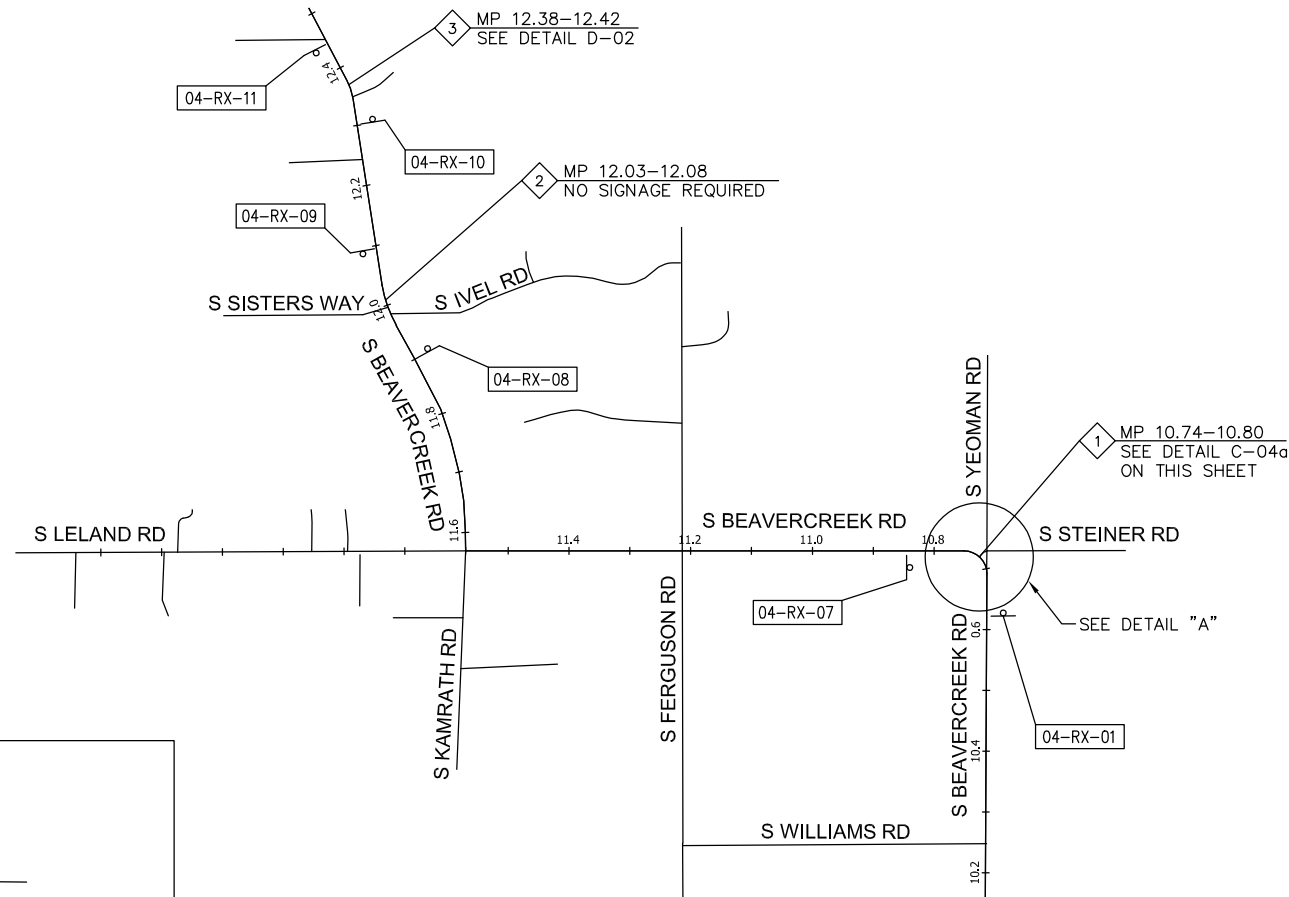 3
MP 12.38–12.42
SEE DETAIL D–02
12.4
04–RX–11
04–RX–10
2
MP 12.03–12.08
NO SIGNAGE REQUIRED
12.2
04–RX–09
S SISTERS WAY
12.0
S IVEL RD
S BEAVERCREEK RD
04–RX–08
11.8
S YEOMAN RD
1
MP 10.74–10.80
SEE DETAIL C–04a
ON THIS SHEET
S LELAND RD
11.6
11.4
S BEAVERCREEK RD
11.2
11.0
10.8
S STEINER RD
04–RX–07
SEE DETAIL "A"
0.6
S KAMRATH RD
S FERGUSON RD
S BEAVERCREEK RD
04–RX–01
10.4
S WILLIAMS RD
10.2